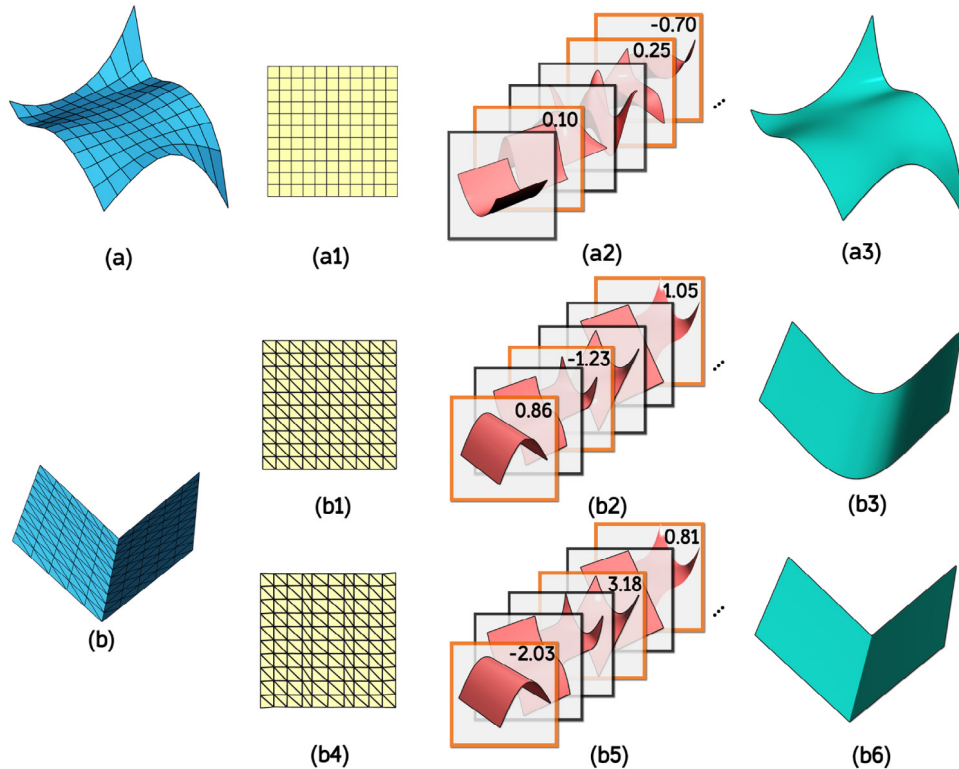 -0.70
0.25
0.10
...
(a)
(a1)
(a2)
(a3)
1.05
-1.23
0.86
...
(b1)
(b2)
(b3)
0.81
3.18
-2.03
...
(b)
(b4)
(b5)
(b6)